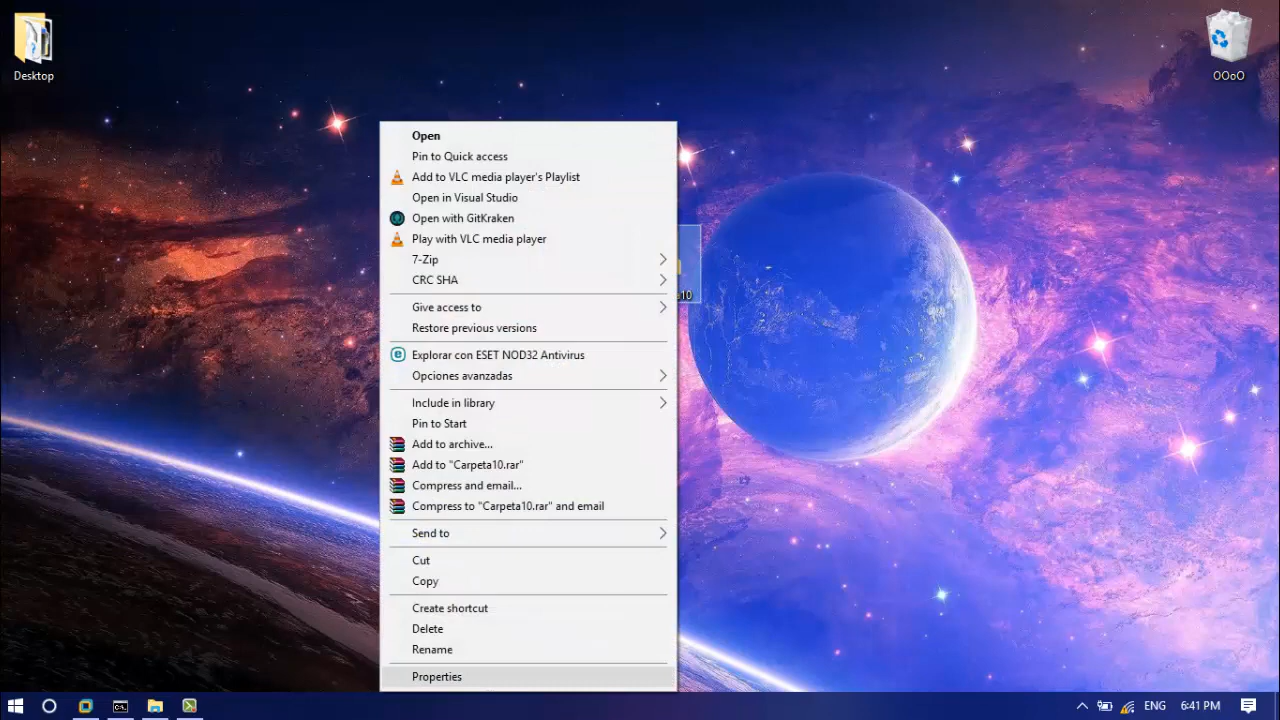 Desktop
OOoO
Open
Pin to Quick access
Add to VLC media player's Playlist
Open in Visual Studio
Open with GitKraken
Play with VLC media player
7-Zip
CRC SHA
Give access to
Restore previous versions
Explorar con ESET NOD32 Antivirus
Opciones avanzadas
Include in library
Pin to Start
Add to archive...
Add to "Carpeta10.rar"
Compress and email...
Compress to "Carpeta10.rar" and email
Send to
Cut
Copy
Create shortcut
Delete
Rename
Properties
ENG
6:41 PM